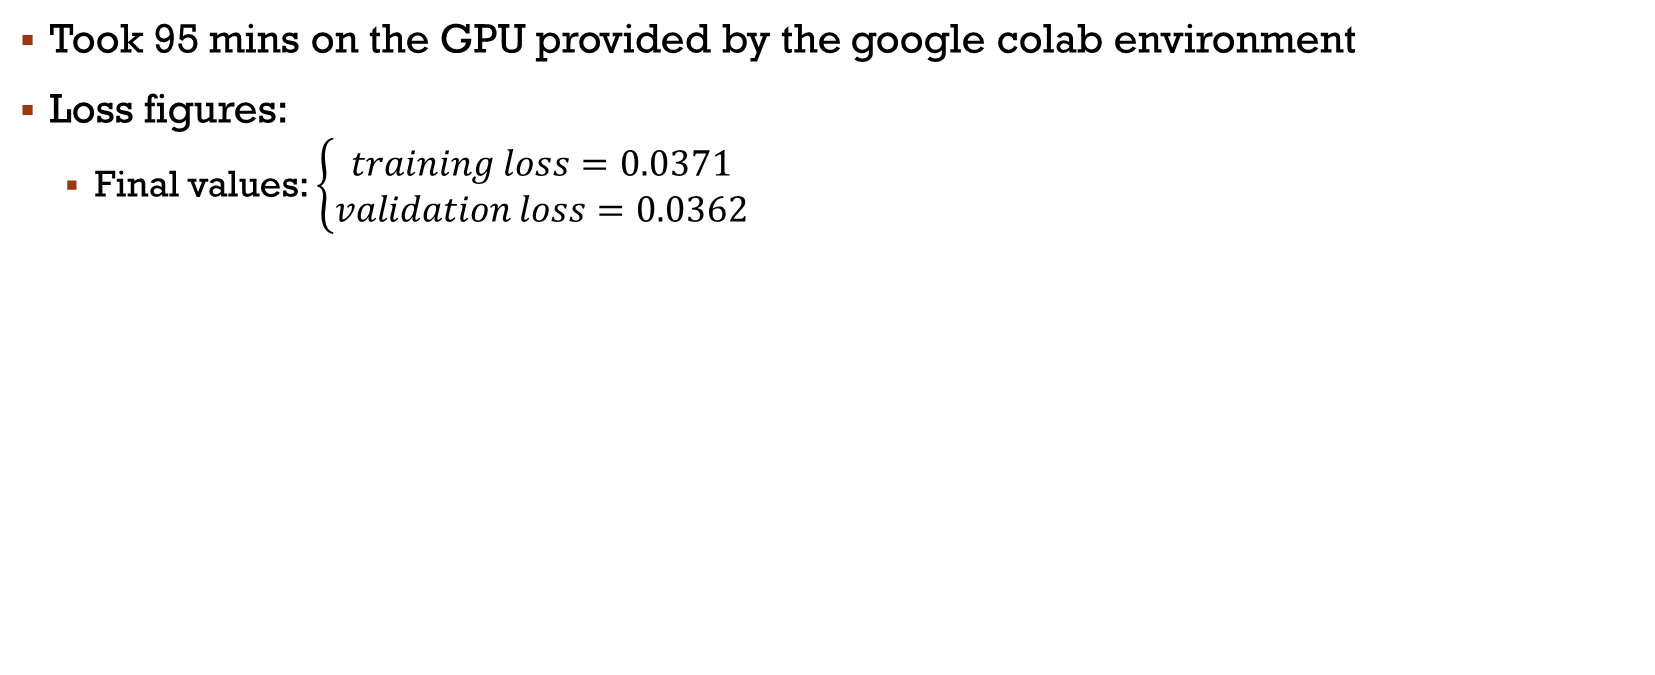 ▪ Took 95 mins on the GPU provided by the google colab environment
▪ Loss figures:
▪ Final values: { training loss = 0.0371
validation loss = 0.0362